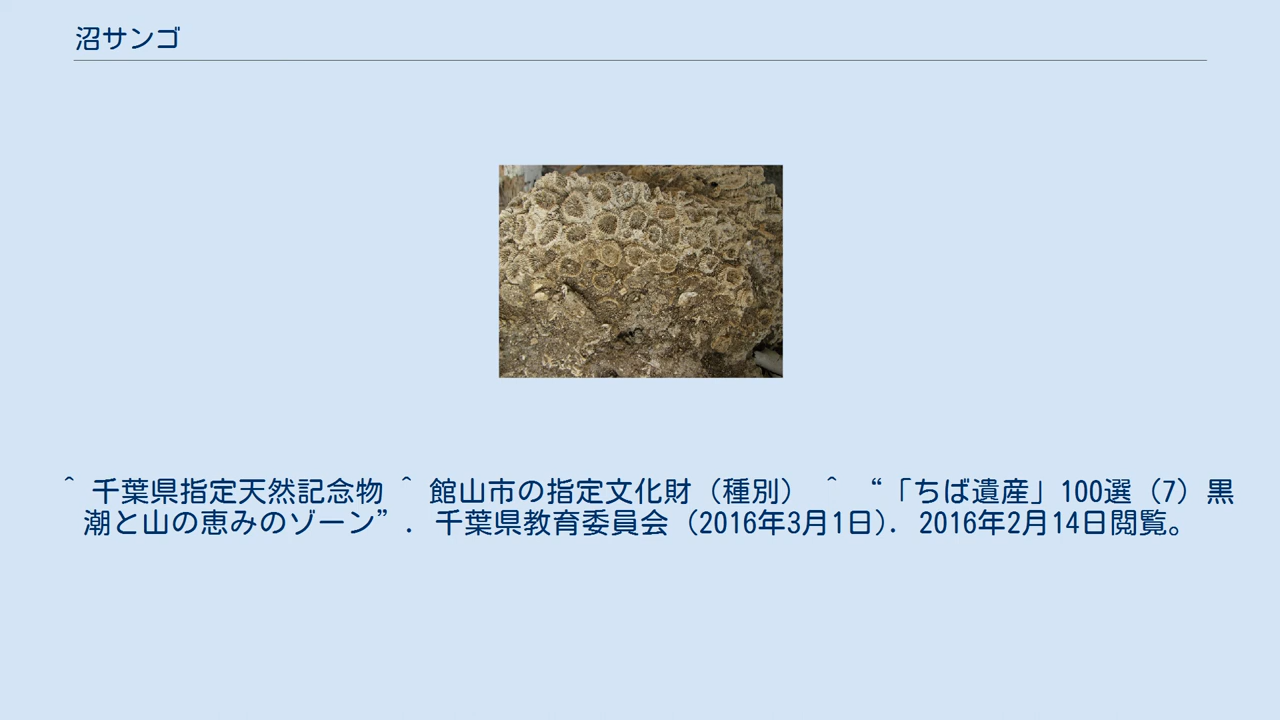 沼サンゴ
^ 千葉県指定天然記念物 ^ 館山市の指定文化財（種別） ^ “「ちば遺産」100選（7）黒
潮と山の恵みのゾーン”. 千葉県教育委員会 (2016年3月1日). 2016年2月14日閲覧。